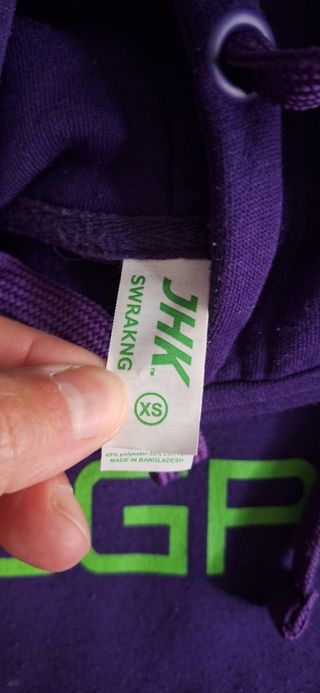 JHK™
SWRAKNG
XS
65% polyester-35% COTTON
MADE IN BANGLADESH
GP